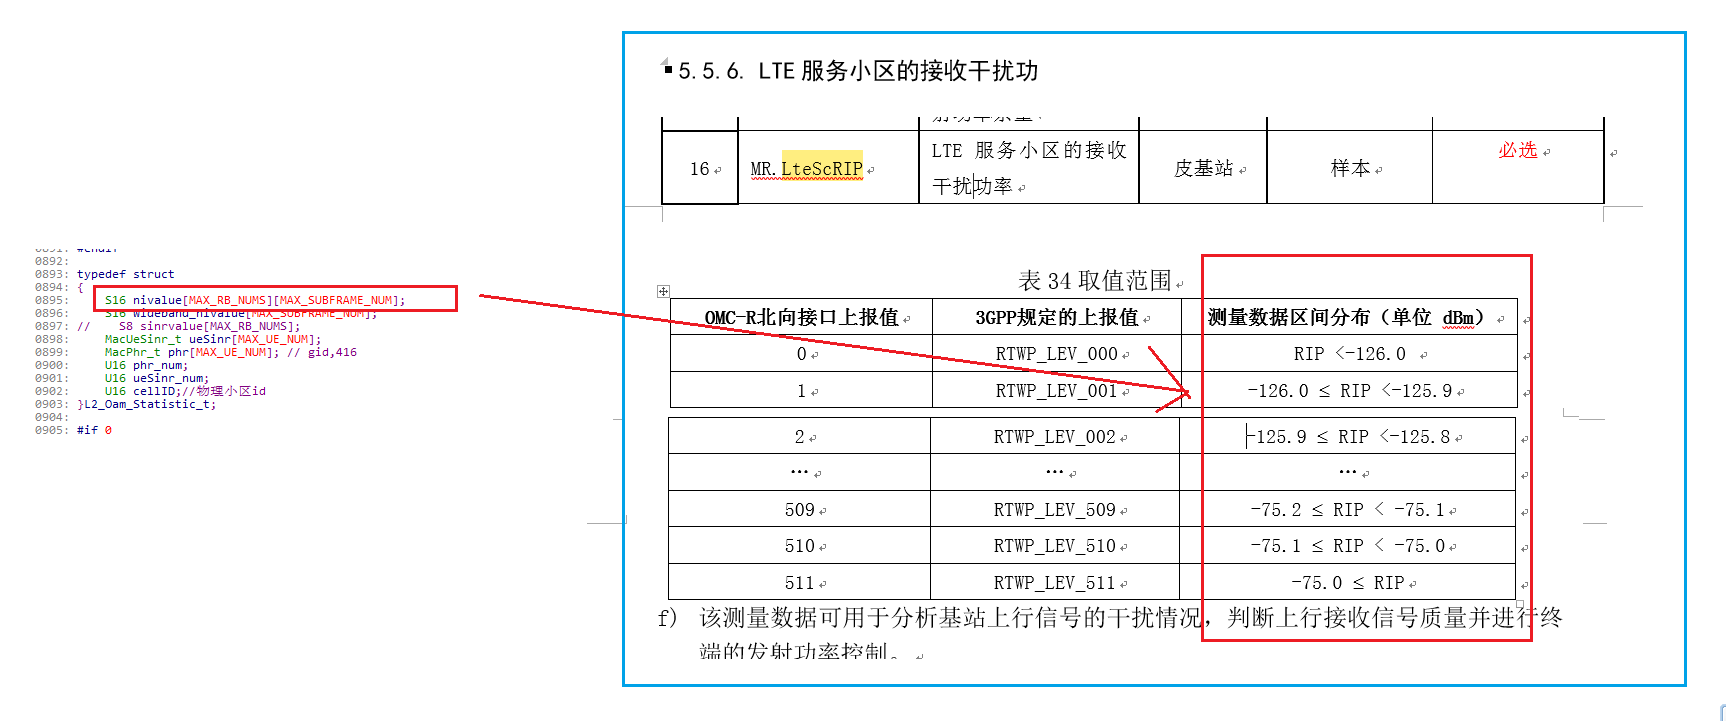 0891: #endif
0892:
0893: typedef struct
0894: {
0895: S16 nivalue[MAX_RB_NUMS][MAX_SUBFRAME_NUM];
0896: S16 wideband_nivalue[MAX_SUBFRAME_NUM];
0897: // S8 sinrvalue[MAX_RB_NUMS];
0898: MacUeSinr_t ueSinr[MAX_UE_NUM];
0899: MacPhr_t phr[MAX_UE_NUM]; // gid,416
0900: U16 phr_num;
0901: U16 ueSinr_num;
0902: U16 cellID;//物理小区id
0903: }L2_Oam_Statistic_t;
0904:
0905: #if 0
5.5.6. LTE 服务小区的接收干扰功
射功率余量
16 MR.LteScRIP LTE 服务小区的接收干扰功率 皮基站 样本 必选
表 34 取值范围
OMC-R北向接口上报值 3GPP规定的上报值 测量数据区间分布（单位 dBm）
0 RTWP_LEV_000 RIP <-126.0
1 RTWP_LEV_001 -126.0 ≤ RIP <-125.9
2 RTWP_LEV_002 -125.9 ≤ RIP <-125.8
… … …
509 RTWP_LEV_509 -75.2 ≤ RIP < -75.1
510 RTWP_LEV_510 -75.1 ≤ RIP < -75.0
511 RTWP_LEV_511 -75.0 ≤ RIP
f) 该测量数据可用于分析基站上行信号的干扰情况，判断上行接收信号质量并进行终
端的发射功率控制。